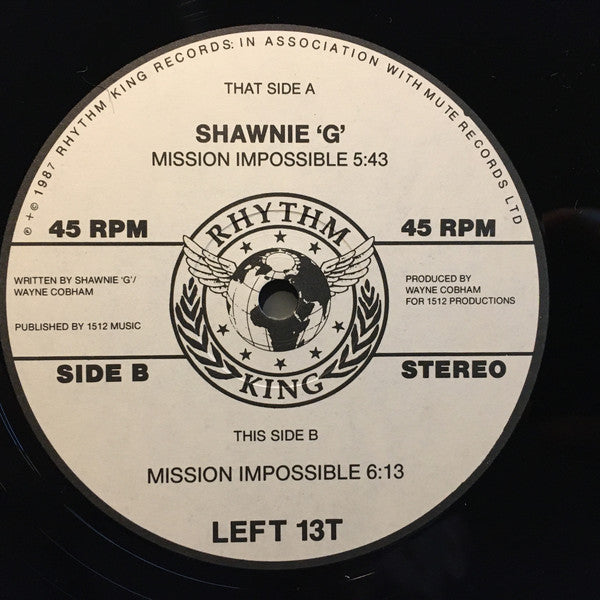 ℗ + © 1987 RHYTHM KING RECORDS: IN ASSOCIATION WITH MUTE RECORDS LTD
THAT SIDE A
SHAWNIE 'G'
MISSION IMPOSSIBLE 5:43
45 RPM
45 RPM
RHYTHM
KING
WRITTEN BY SHAWNIE 'G'/
WAYNE COBHAM
PUBLISHED BY 1512 MUSIC
PRODUCED BY
WAYNE COBHAM
FOR 1512 PRODUCTIONS
SIDE B
STEREO
THIS SIDE B
MISSION IMPOSSIBLE 6:13
LEFT 13T